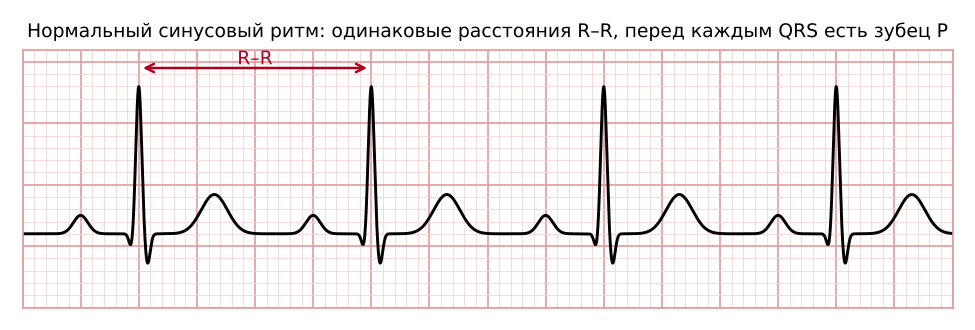 Нормальный синусовый ритм: одинаковые расстояния R–R, перед каждым QRS есть зубец P
R–R